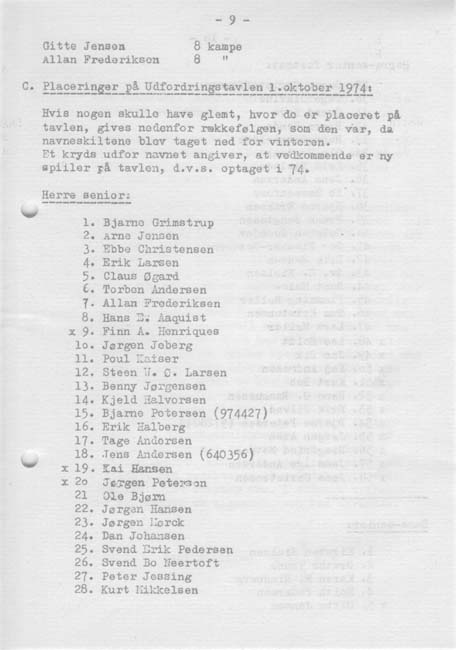 - 9 -
Gitte Jensen 8 kampe
Allan Frederikson 8 "
C. Placeringer på Udfordringstavlen 1.oktober 1974:
Hvis nogen skulle have glemt, hvor de er placeret på
tavlen, gives nedenfor rækkefølgen, som den var, da
navneskiltene blev taget ned for vinteren.
Et kryds udfor navnet angiver, at vedkommende er ny
spiller på tavlen, d.v.s. optaget i 74.
Herre senior:
1. Bjarne Grimstrup
2. Arne Jensen
3. Ebbe Christensen
4. Erik Larsen
5. Claus Øgard
6. Torben Andersen
7. Allan Frederiksen
8. Hans E. Aaquist
x 9. Finn A. Henriques
1o. Jørgen Joberg
11. Poul Kaiser
12. Steen W. C. Larsen
13. Benny Jørgensen
14. Kjeld Halvorsen
15. Bjarne Petersen (974427)
16. Erik Halberg
17. Tage Andersen
18. Jens Andersen (640356)
x 19. Kai Hansen
x 2o Jørgen Peterson
21 Ole Bjørn
22. Jørgen Hansen
23. Jørgen Mørck
24. Dan Johansen
25. Svend Erik Pedersen
26. Svend Bo Neertoft
27. Peter Jessing
28. Kurt Mikkelsen